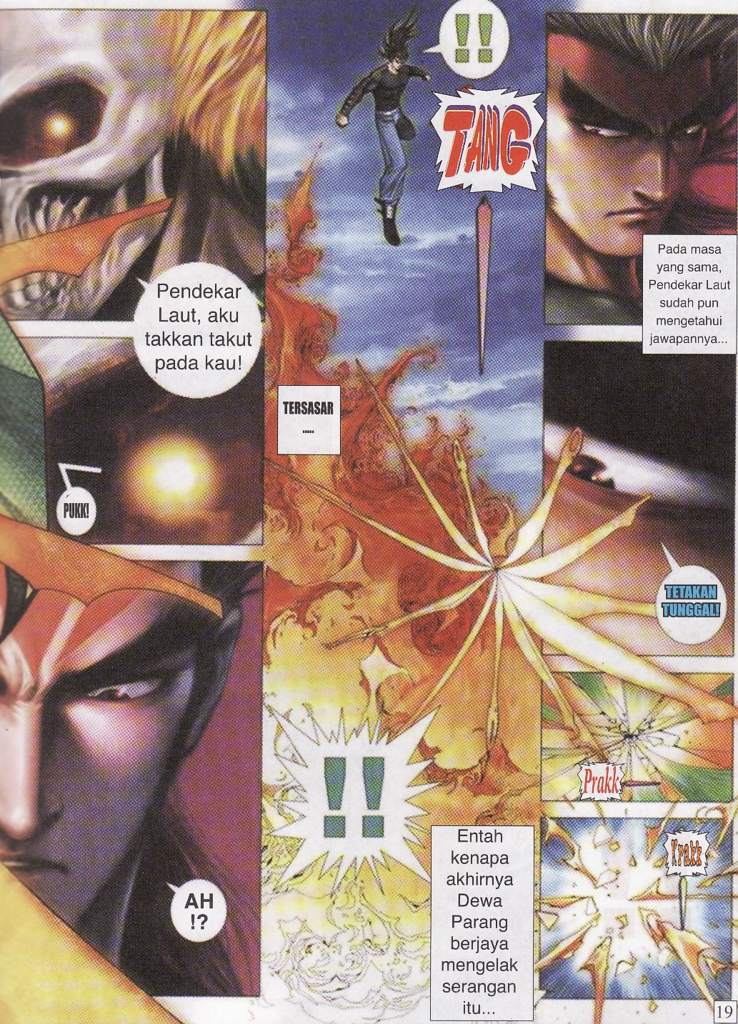 !!
TANG
Pada masa
yang sama,
Pendekar Laut
sudah pun
mengetahui
jawapannya...
Pendekar
Laut, aku
takkan takut
pada kau!
TERSASAR
.....
PUKK!
TETAKAN
TUNGGAL!
Prakk
Krakk
!!
AH
!?
Entah
kenapa
akhirnya
Dewa
Parang
berjaya
mengelak
serangan
itu...
19